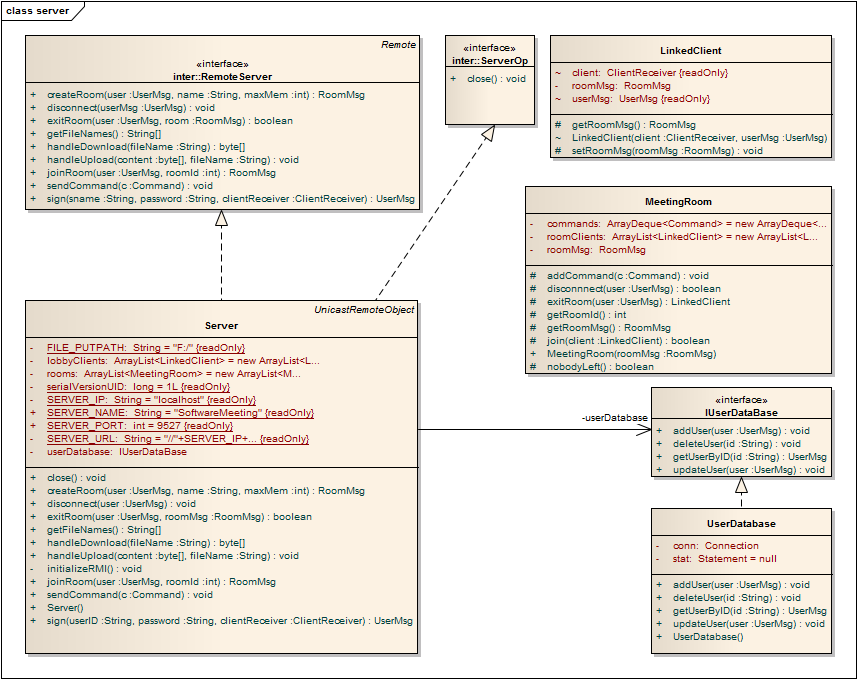 class server
Remote
«interface»
inter::RemoteServer
+ createRoom(user :UserMsg, name :String, maxMem :int) : RoomMsg
+ disconnect(userMsg :UserMsg) : void
+ exitRoom(user :UserMsg, room :RoomMsg) : boolean
+ getFileNames() : String[]
+ handleDownload(fileName :String) : byte[]
+ handleUpload(content :byte[], fileName :String) : void
+ joinRoom(user :UserMsg, roomId :int) : RoomMsg
+ sendCommand(c :Command) : void
+ sign(sname :String, password :String, clientReceiver :ClientReceiver) : UserMsg
«interface»
inter::ServerOp
+ close() : void
LinkedClient
~ client: ClientReceiver {readOnly}
- roomMsg: RoomMsg
~ userMsg: UserMsg {readOnly}
# getRoomMsg() : RoomMsg
~ LinkedClient(client :ClientReceiver, userMsg :UserMsg)
# setRoomMsg(roomMsg :RoomMsg) : void
MeetingRoom
- commands: ArrayDeque<Command> = new ArrayDeque<...
- roomClients: ArrayList<LinkedClient> = new ArrayList<L...
- roomMsg: RoomMsg
# addCommand(c :Command) : void
# disconnnect(user :UserMsg) : boolean
# exitRoom(user :UserMsg) : LinkedClient
# getRoomId() : int
# getRoomMsg() : RoomMsg
# join(client :LinkedClient) : boolean
+ MeetingRoom(roomMsg :RoomMsg)
# nobodyLeft() : boolean
UnicastRemoteObject
Server
- FILE_PUTPATH: String = "F:/" {readOnly}
- lobbyClients: ArrayList<LinkedClient> = new ArrayList<L...
- rooms: ArrayList<MeetingRoom> = new ArrayList<M...
- serialVersionUID: long = 1L {readOnly}
- SERVER_IP: String = "localhost" {readOnly}
+ SERVER_NAME: String = "SoftwareMeeting" {readOnly}
+ SERVER_PORT: int = 9527 {readOnly}
- SERVER_URL: String = "//"+SERVER_IP+... {readOnly}
- userDatabase: IUserDataBase
+ close() : void
+ createRoom(user :UserMsg, name :String, maxMem :int) : RoomMsg
+ disconnect(user :UserMsg) : void
+ exitRoom(user :UserMsg, roomMsg :RoomMsg) : boolean
+ getFileNames() : String[]
+ handleDownload(fileName :String) : byte[]
+ handleUpload(content :byte[], fileName :String) : void
- initializeRMI() : void
+ joinRoom(user :UserMsg, roomId :int) : RoomMsg
+ sendCommand(c :Command) : void
+ Server()
+ sign(userID :String, password :String, clientReceiver :ClientReceiver) : UserMsg
-userDatabase
«interface»
IUserDataBase
+ addUser(user :UserMsg) : void
+ deleteUser(id :String) : void
+ getUserByID(id :String) : UserMsg
+ updateUser(user :UserMsg) : void
UserDatabase
- conn: Connection
- stat: Statement = null
+ addUser(user :UserMsg) : void
+ deleteUser(id :String) : void
+ getUserByID(id :String) : UserMsg
+ updateUser(user :UserMsg) : void
+ UserDatabase()